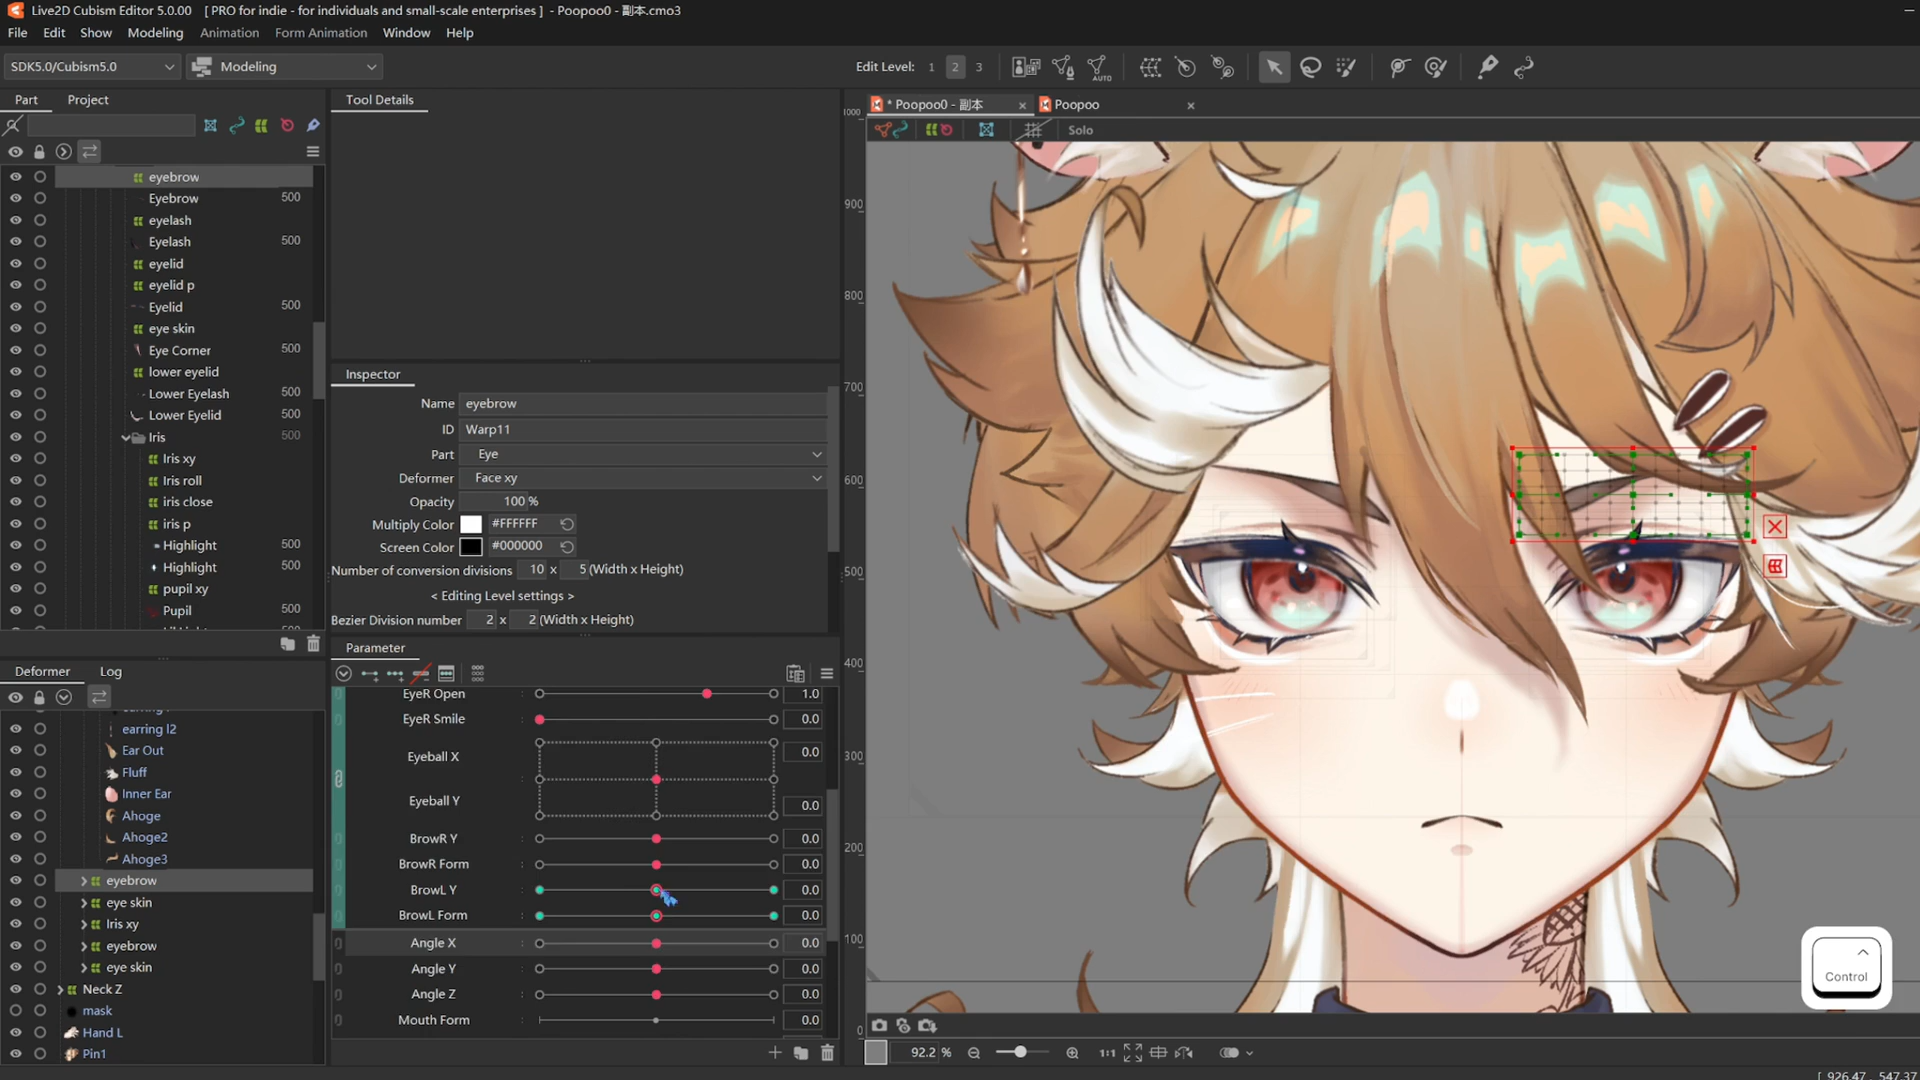 Live2D Cubism Editor 5.0.00 [ PRO for indie - for individuals and small-scale enterprises ] - Poopoo0 - 副本.cmo3
File Edit Show Modeling Animation Form Animation Window Help
SDK5.0/Cubism5.0 Modeling Edit Level: 1 2 3 AUTO
Part Project
Tool Details
* Poopoo0 - 副本 Poopoo
Solo
eyebrow
Eyebrow 500
eyelash
Eyelash 500
eyelid
eyelid p
Eyelid 500
eye skin
Eye Corner 500
lower eyelid
Lower Eyelash 500
Lower Eyelid 500
Iris 500
Iris xy
Iris roll
iris close
iris p
Highlight 500
Highlight 500
pupil xy
Pupil 500
Inspector
Name eyebrow
ID Warp11
Part Eye
Deformer Face xy
Opacity 100 %
Multiply Color #FFFFFF
Screen Color #000000
Number of conversion divisions 10 x 5 (Width x Height)
< Editing Level settings >
Bezier Division number 2 x 2 (Width x Height)
Deformer Log
earring l2
Ear Out
Fluff
Inner Ear
Ahoge
Ahoge2
Ahoge3
eyebrow
eye skin
Iris xy
eyebrow
eye skin
Neck Z
mask
Hand L
Pin1
Parameter
EyeR Open 1.0
EyeR Smile 0.0
Eyeball X 0.0
Eyeball Y 0.0
BrowR Y 0.0
BrowR Form 0.0
BrowL Y 0.0
BrowL Form 0.0
Angle X 0.0
Angle Y 0.0
Angle Z 0.0
Mouth Form 0.0
900
800
700
600
500
400
300
200
100
0
Control
92.2 % 1:1
[ 926.47 , 547.37